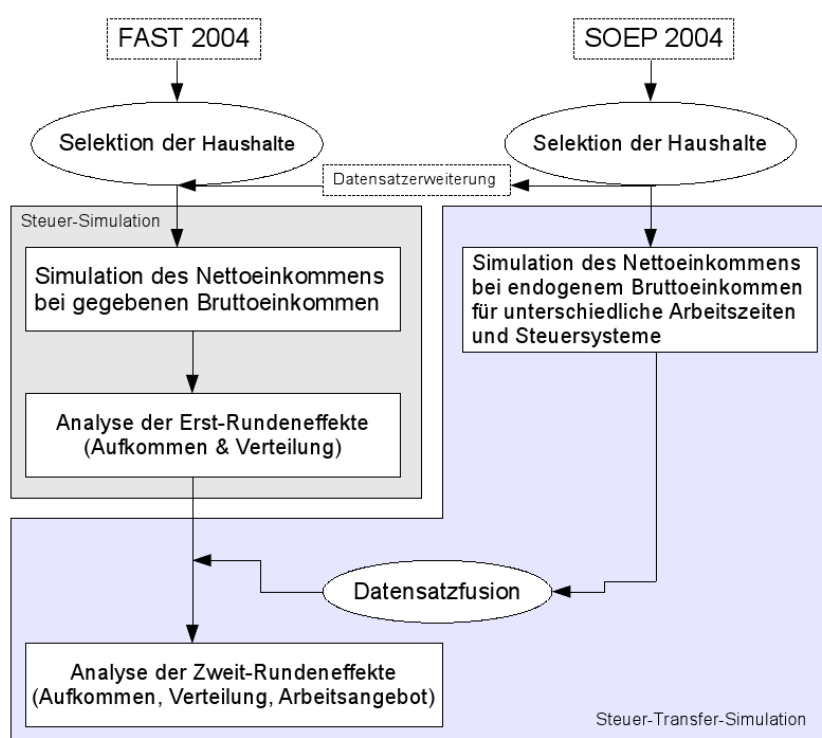 FAST 2004
SOEP 2004
Selektion der Haushalte
Selektion der Haushalte
Datensatzerweiterung
Steuer-Simulation
Simulation des Nettoeinkommens
bei gegebenen Bruttoeinkommen
Simulation des Nettoeinkommens
bei endogenem Bruttoeinkommen
für unterschiedliche Arbeitszeiten
und Steuersysteme
Analyse der Erst-Rundeneffekte
(Aufkommen & Verteilung)
Datensatzfusion
Analyse der Zweit-Rundeneffekte
(Aufkommen, Verteilung, Arbeitsangebot)
Steuer-Transfer-Simulation